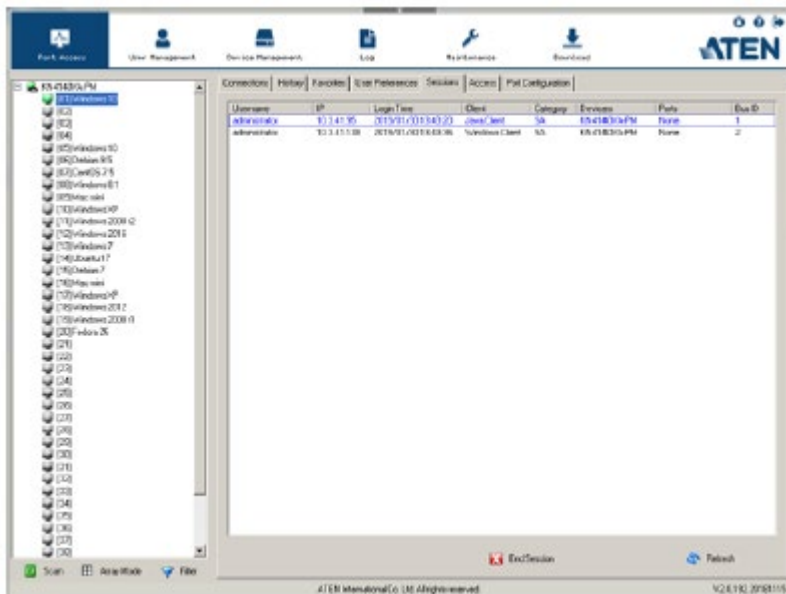 Port Access
User Management
Device Management
Log
Maintenance
Download
ATEN
[01]Windows 10
[02]
[03]
[04]
[05]Windows 10
[06]Debian 9.5
[07]CentOS 7.5
[08]Windows 8.1
[09]Mac mini
[10]Windows XP
[11]Windows 2008 r2
[12]Windows 2016
[13]Windows 7
[14]Ubuntu 17
[15]Debian 7
[16]Mac mini
[17]Windows XP
[18]Windows 2012
[19]Windows 2008 r1
[20]Fedora 26
[21]
[22]
[23]
[24]
[25]
[26]
[27]
[28]
[29]
[30]
[31]
[32]
[33]
[34]
[35]
[36]
[37]
[38]
Scan
Array Mode
Filter
Connections
History
Favorites
User Preferences
Sessions
Access
Port Configuration
Username IP Login Time Client Category Devices Ports Bus ID
administrator Java Client SA None 1
administrator Windows Client SA None 2
End Session
Refresh
ATEN International Co. Ltd. All rights reserved.